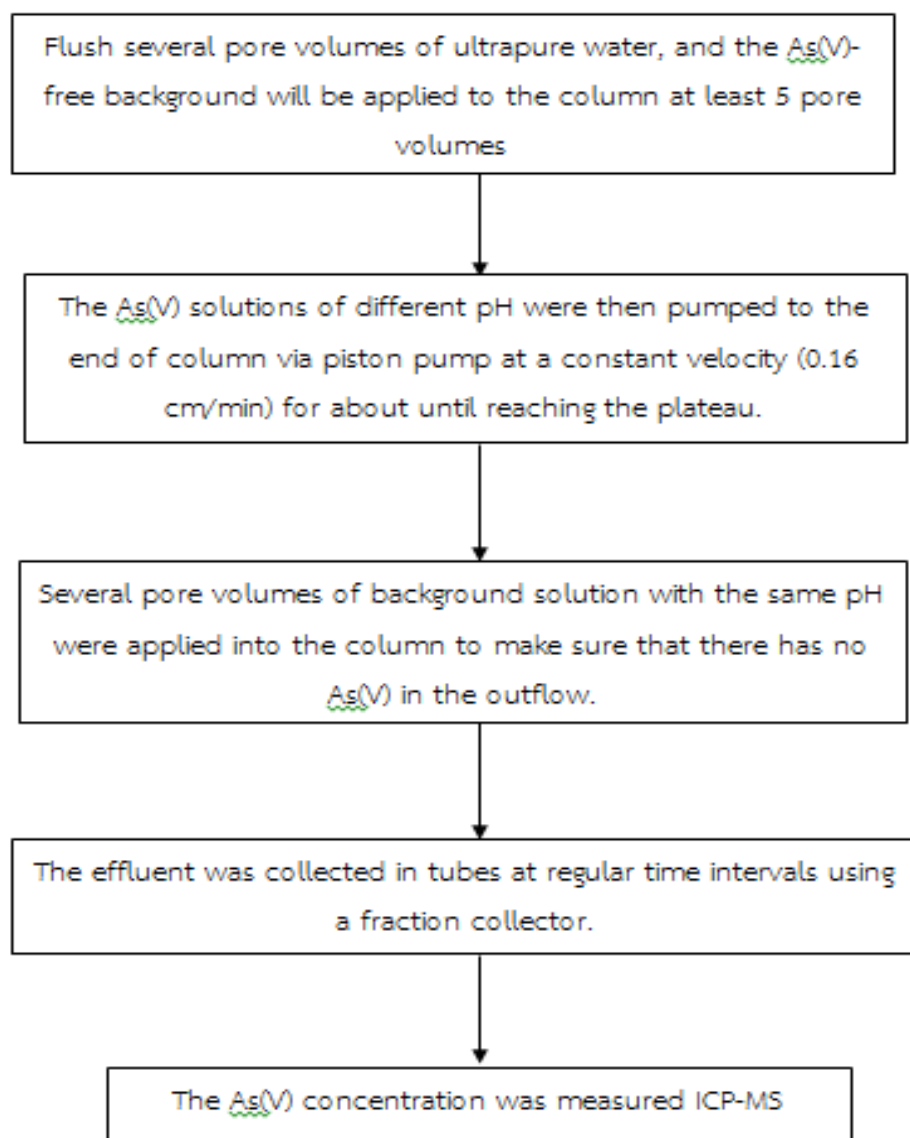 Flush several pore volumes of ultrapure water, and the As(V)-
free background will be applied to the column at least 5 pore
volumes
The As(V) solutions of different pH were then pumped to the
end of column via piston pump at a constant velocity (0.16
cm/min) for about until reaching the plateau.
Several pore volumes of background solution with the same pH
were applied into the column to make sure that there has no
As(V) in the outflow.
The effluent was collected in tubes at regular time intervals using
a fraction collector.
The As(V) concentration was measured ICP-MS